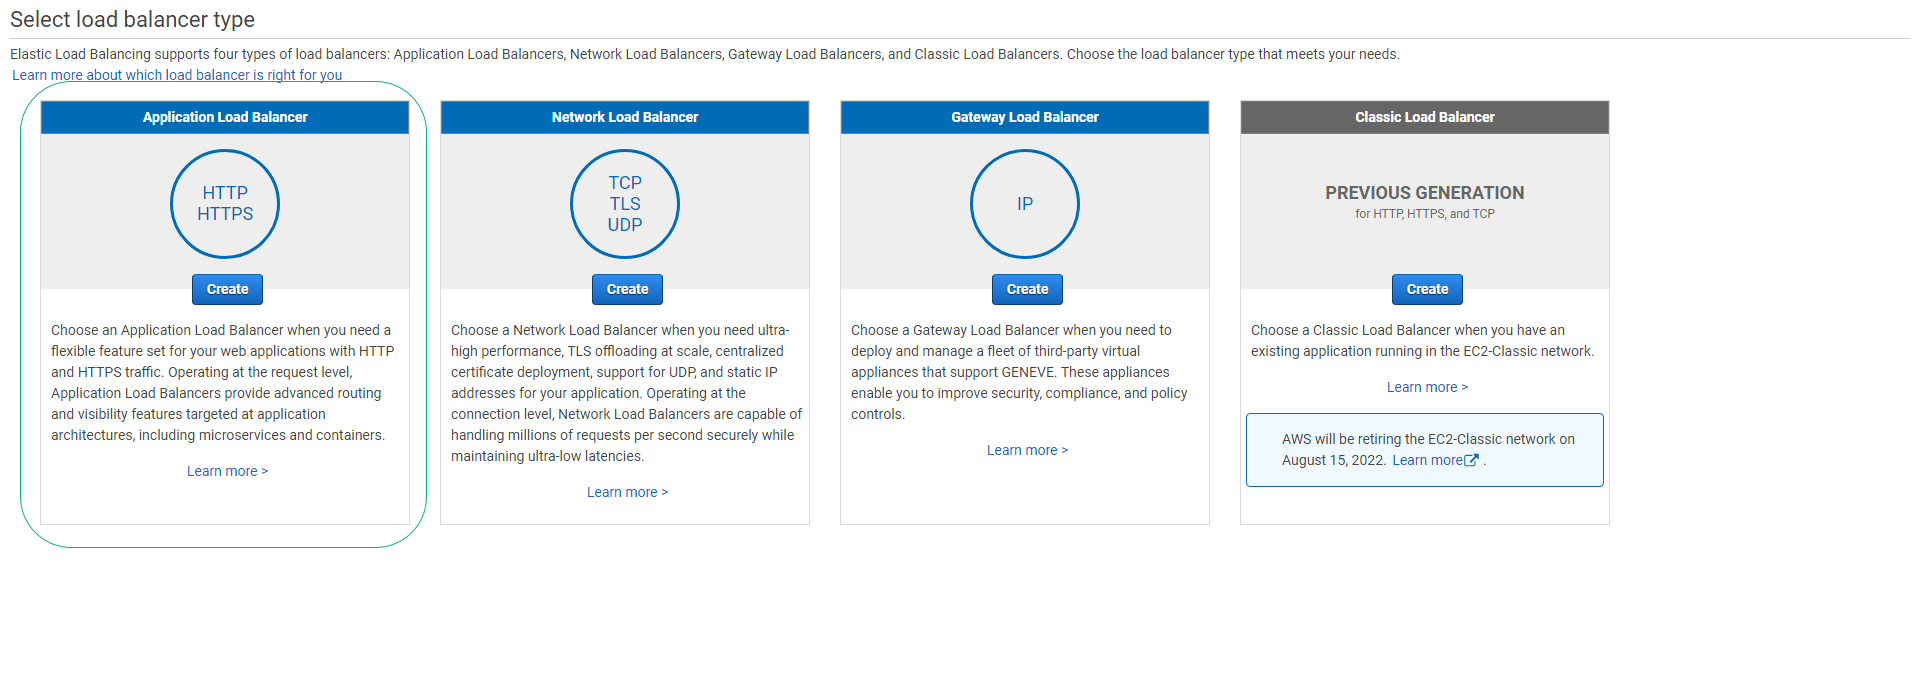 Select load balancer type
Elastic Load Balancing supports four types of load balancers: Application Load Balancers, Network Load Balancers, Gateway Load Balancers, and Classic Load Balancers. Choose the load balancer type that meets your needs.
Learn more about which load balancer is right for you
Application Load Balancer
HTTP
HTTPS
Create
Choose an Application Load Balancer when you need a
flexible feature set for your web applications with HTTP
and HTTPS traffic. Operating at the request level,
Application Load Balancers provide advanced routing
and visibility features targeted at application
architectures, including microservices and containers.
Learn more >
Network Load Balancer
TCP
TLS
UDP
Create
Choose a Network Load Balancer when you need ultra-
high performance, TLS offloading at scale, centralized
certificate deployment, support for UDP, and static IP
addresses for your application. Operating at the
connection level, Network Load Balancers are capable of
handling millions of requests per second securely while
maintaining ultra-low latencies.
Learn more >
Gateway Load Balancer
IP
Create
Choose a Gateway Load Balancer when you need to
deploy and manage a fleet of third-party virtual
appliances that support GENEVE. These appliances
enable you to improve security, compliance, and policy
controls.
Learn more >
Classic Load Balancer
PREVIOUS GENERATION
for HTTP, HTTPS, and TCP
Create
Choose a Classic Load Balancer when you have an
existing application running in the EC2-Classic network.
Learn more >
AWS will be retiring the EC2-Classic network on
August 15, 2022. Learn more .